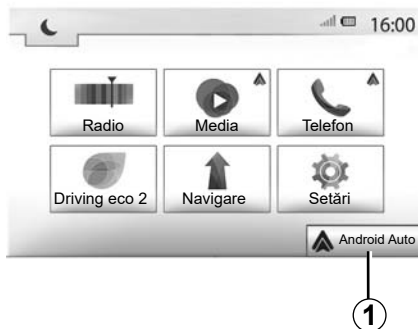 16:00
Radio Media Telefon
Driving eco 2 Navigare Setări
Android Auto
1